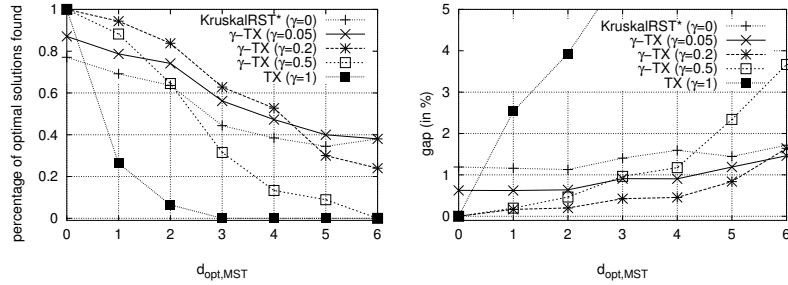 percentage of optimal solutions found
1
0.8
0.6
0.4
0.2
0
0 1 2 3 4 5 6
d_opt,MST
KruskalRST* (γ=0)
γ-TX (γ=0.05)
γ-TX (γ=0.2)
γ-TX (γ=0.5)
TX (γ=1)
gap (in %)
5
4
3
2
1
0
0 1 2 3 4 5 6
d_opt,MST
KruskalRST* (γ=0)
γ-TX (γ=0.05)
γ-TX (γ=0.2)
γ-TX (γ=0.5)
TX (γ=1)